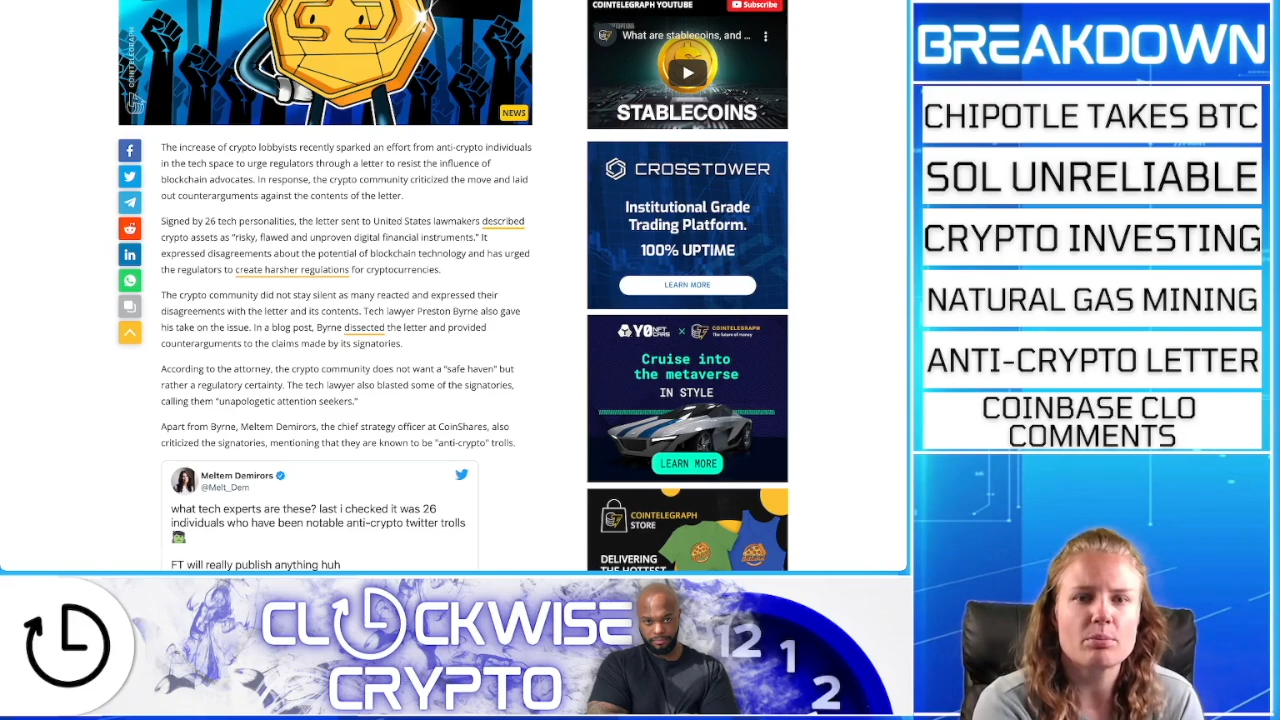 COINTELEGRAPH
NEWS
The increase of crypto lobbyists recently sparked an effort from anti-crypto individuals
in the tech space to urge regulators through a letter to resist the influence of
blockchain advocates. In response, the crypto community criticized the move and laid
out counterarguments against the contents of the letter.
Signed by 26 tech personalities, the letter sent to United States lawmakers described
crypto assets as “risky, flawed and unproven digital financial instruments.” It
expressed disagreements about the potential of blockchain technology and has urged
the regulators to create harsher regulations for cryptocurrencies.
The crypto community did not stay silent as many reacted and expressed their
disagreements with the letter and its contents. Tech lawyer Preston Byrne also gave
his take on the issue. In a blog post, Byrne dissected the letter and provided
counterarguments to the claims made by its signatories.
According to the attorney, the crypto community does not want a “safe haven” but
rather a regulatory certainty. The tech lawyer also blasted some of the signatories,
calling them “unapologetic attention seekers.”
Apart from Byrne, Meltem Demirors, the chief strategy officer at CoinShares, also
criticized the signatories, mentioning that they are known to be "anti-crypto" trolls.
Meltem Demirors
@Melt_Dem
what tech experts are these? last i checked it was 26
individuals who have been notable anti-crypto twitter trolls
FT will really publish anything huh
COINTELEGRAPH YOUTUBE
Subscribe
What are stablecoins, and ...
STABLECOINS
CROSSTOWER
Institutional Grade
Trading Platform.
100% UPTIME
LEARN MORE
COINTELEGRAPH
The future of money
Cruise into
the metaverse
IN STYLE
LEARN MORE
COINTELEGRAPH
STORE
DELIVERING
THE HOTTEST
BREAKDOWN
CHIPOTLE TAKES BTC
SOL UNRELIABLE
CRYPTO INVESTING
NATURAL GAS MINING
ANTI-CRYPTO LETTER
COINBASE CLO
COMMENTS
CLOCKWISE
CRYPTO
12
1
2